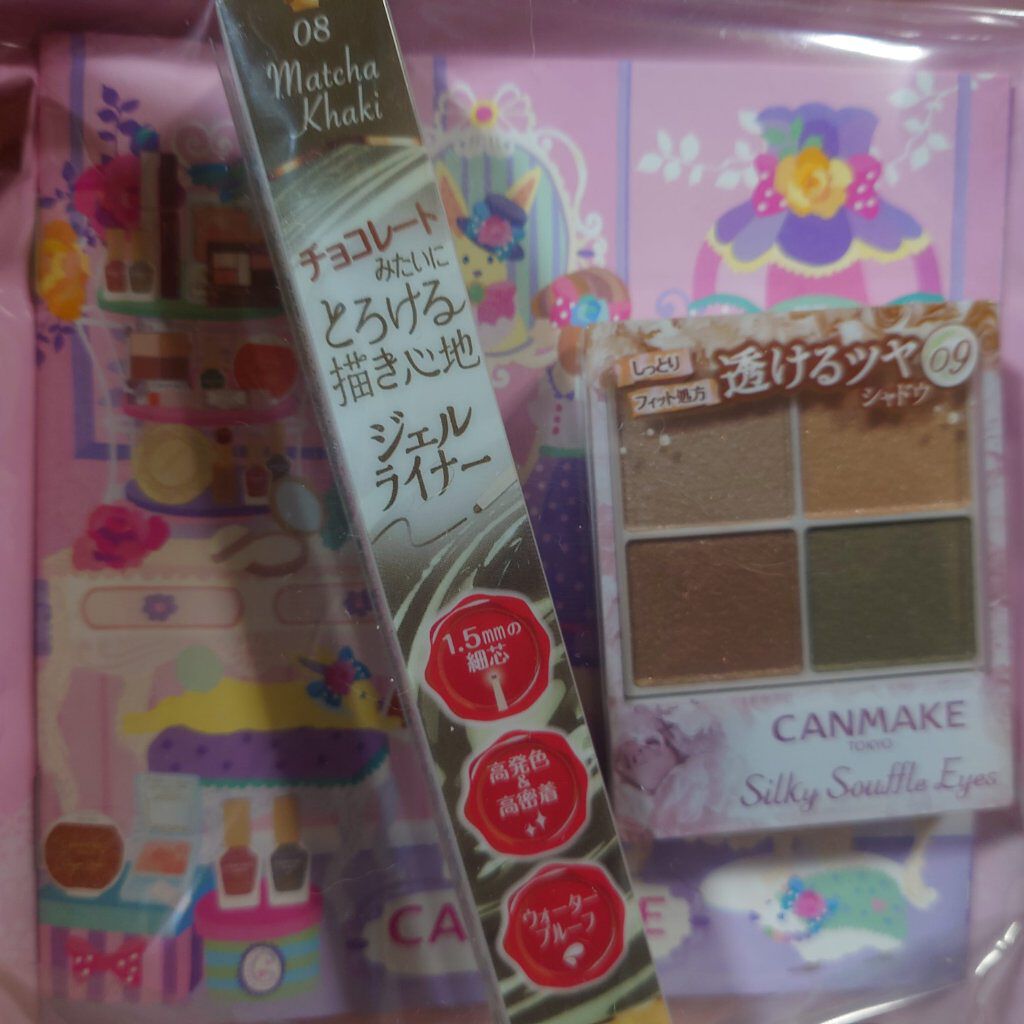 08
Matcha
Khaki
チョコレート
みたいに
とろける
描き心地
ジェル
ライナー
1.5mmの
細芯
高発色
&
高密着
ウォーター
プルーフ
しっとり
フィット処方
透けるツヤ
シャドウ
09
CANMAKE
TOKYO
Silky Souffle Eyes
CA
E